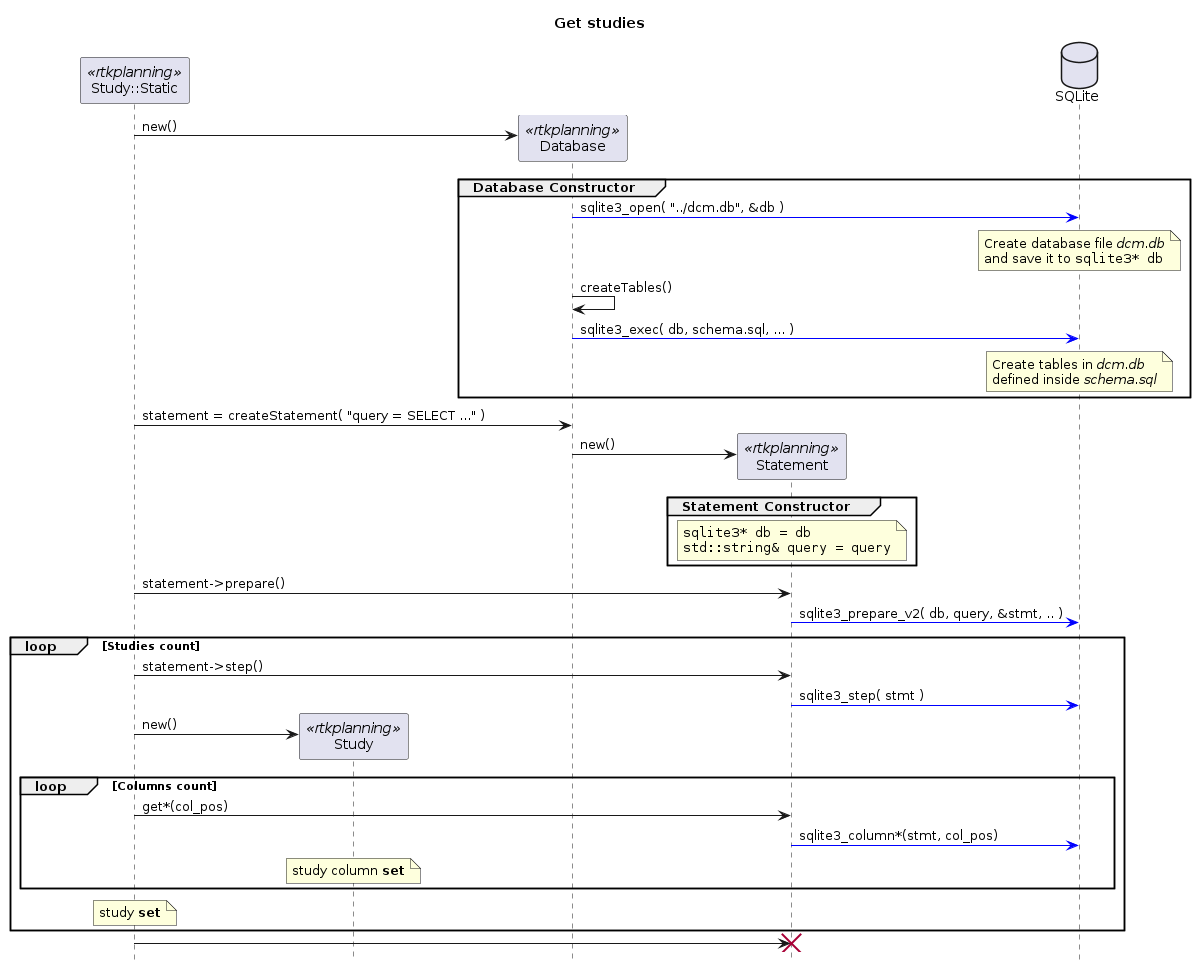 Get studies
«rtkplanning»
Study::Static
SQLite
new()
«rtkplanning»
Database
Database Constructor
sqlite3_open( "../dcm.db", &db )
Create database file dcm.db
and save it to sqlite3* db
createTables()
sqlite3_exec( db, schema.sql, ... )
Create tables in dcm.db
defined inside schema.sql
statement = createStatement( "query = SELECT ..." )
new()
«rtkplanning»
Statement
Statement Constructor
sqlite3* db = db
std::string& query = query
statement->prepare()
sqlite3_prepare_v2( db, query, &stmt, .. )
loop [Studies count]
statement->step()
sqlite3_step( stmt )
new()
«rtkplanning»
Study
loop [Columns count]
get*(col_pos)
sqlite3_column*(stmt, col_pos)
study column set
study set